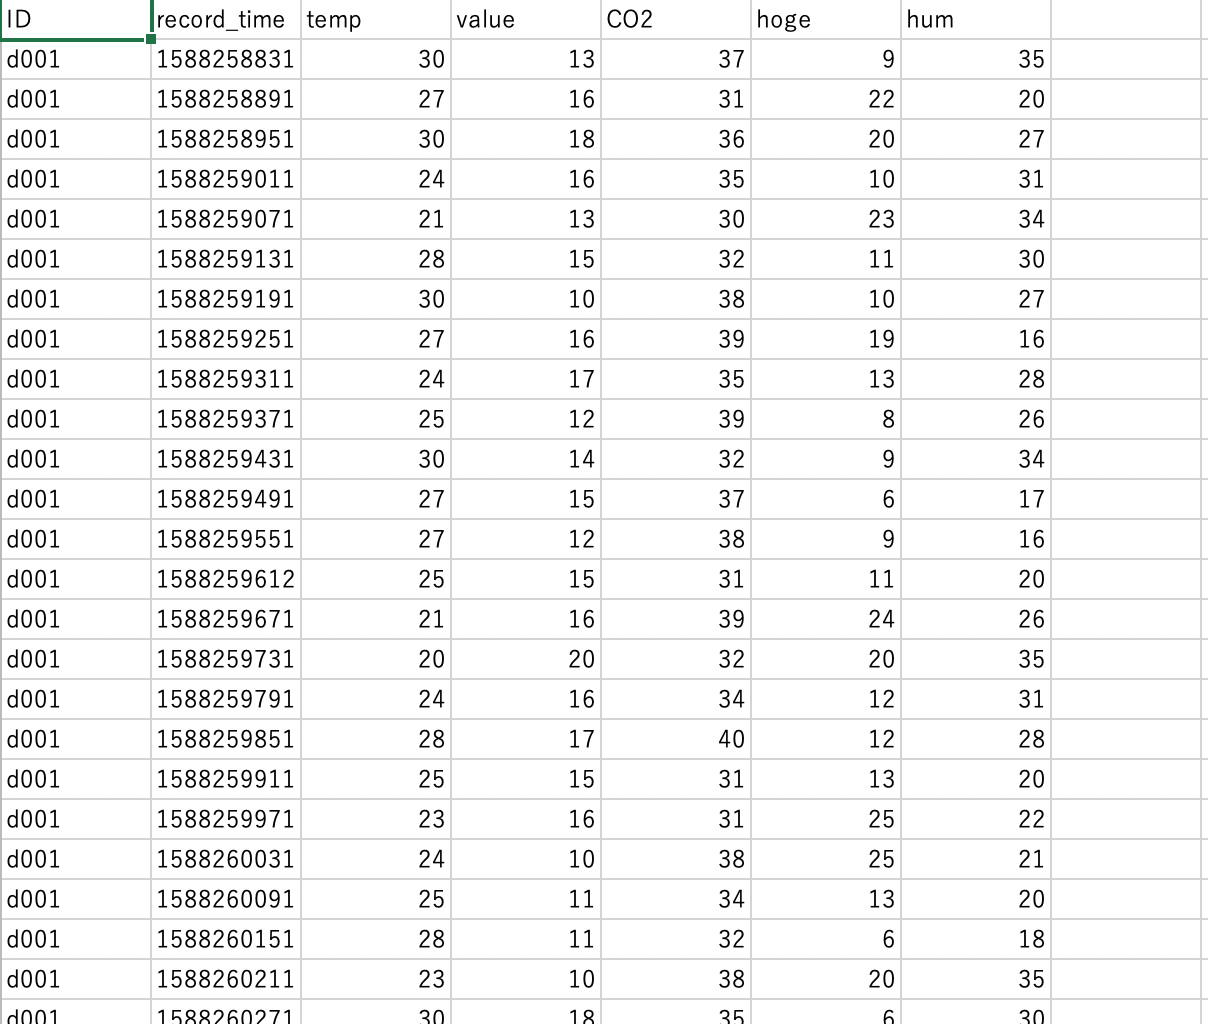 ID record_time temp value CO2 hoge hum
d001 1588258831 30 13 37 9 35
d001 1588258891 27 16 31 22 20
d001 1588258951 30 18 36 20 27
d001 1588259011 24 16 35 10 31
d001 1588259071 21 13 30 23 34
d001 1588259131 28 15 32 11 30
d001 1588259191 30 10 38 10 27
d001 1588259251 27 16 39 19 16
d001 1588259311 24 17 35 13 28
d001 1588259371 25 12 39 8 26
d001 1588259431 30 14 32 9 34
d001 1588259491 27 15 37 6 17
d001 1588259551 27 12 38 9 16
d001 1588259612 25 15 31 11 20
d001 1588259671 21 16 39 24 26
d001 1588259731 20 20 32 20 35
d001 1588259791 24 16 34 12 31
d001 1588259851 28 17 40 12 28
d001 1588259911 25 15 31 13 20
d001 1588259971 23 16 31 25 22
d001 1588260031 24 10 38 25 21
d001 1588260091 25 11 34 13 20
d001 1588260151 28 11 32 6 18
d001 1588260211 23 10 38 20 35
d001 1588260271 30 18 35 6 30